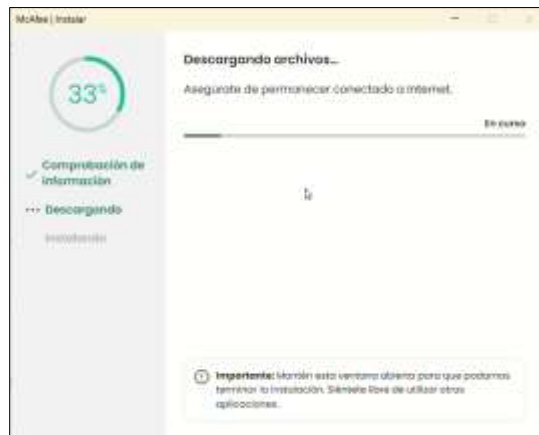 McAfee | Instalar
33%
Descargando archivos...
Asegúrate de permanecer conectado a Internet.
En curso
Comprobación de
información
Descargando
Instalando
Importante: Mantén esta ventana abierta para que podamos
terminar la instalación. Siéntete libre de utilizar otras
aplicaciones.